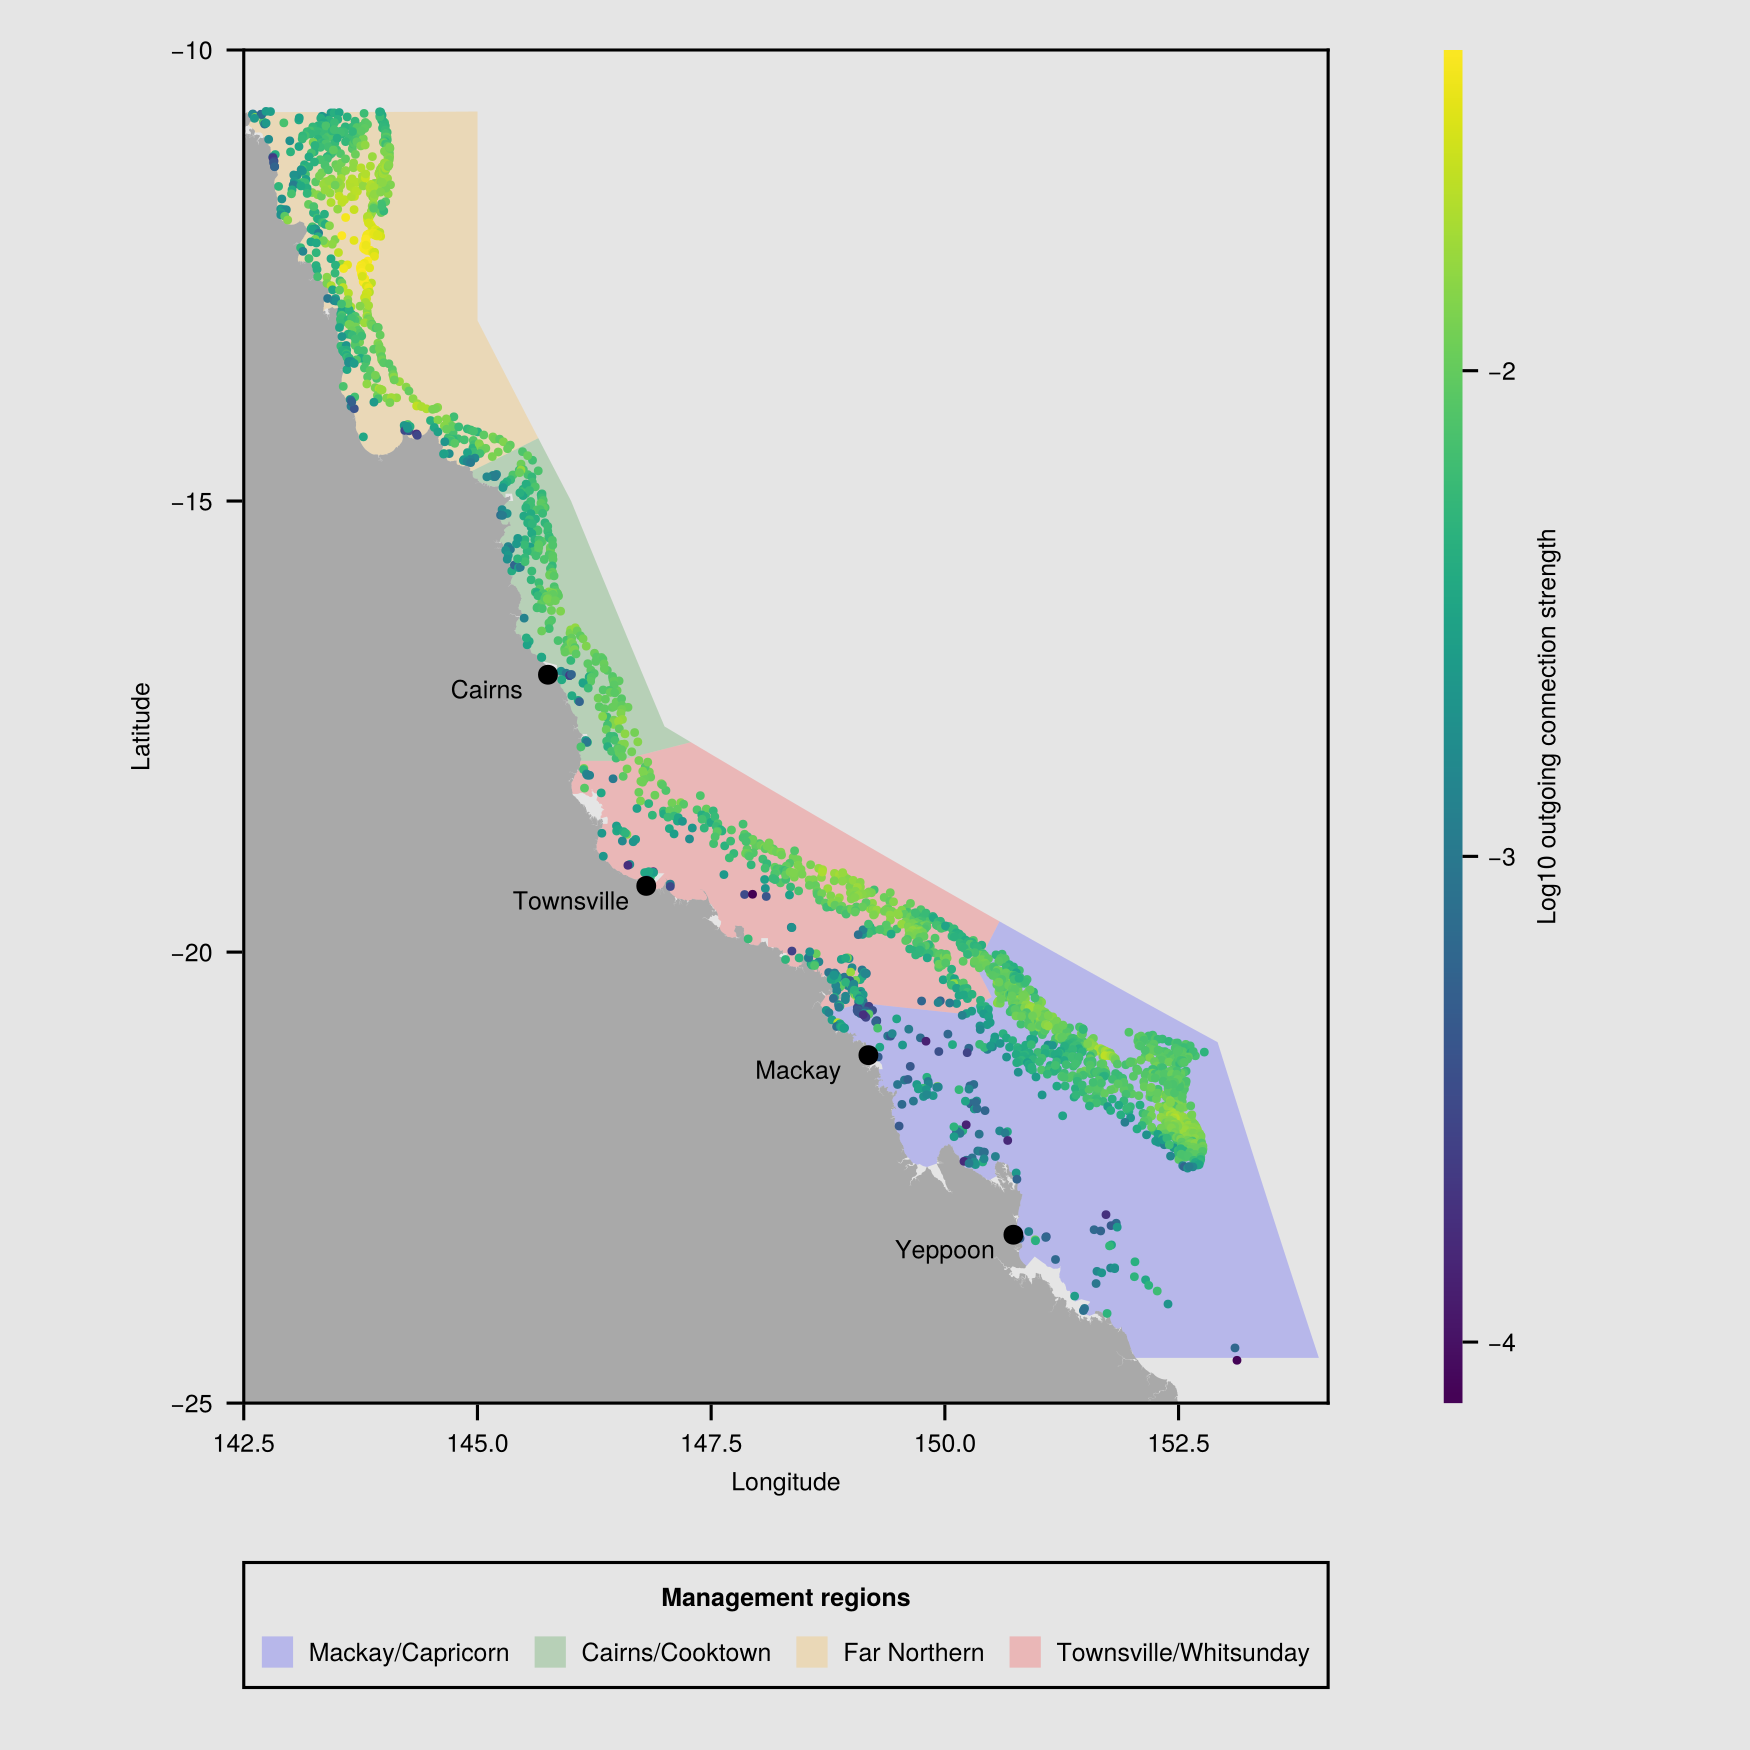 −10
−15
−20
−25
Latitude
Cairns
Townsville
Mackay
Yeppoon
142.5 145.0 147.5 150.0 152.5
Longitude
−2
−3
−4
Log10 outgoing connection strength
Management regions
Mackay/Capricorn Cairns/Cooktown Far Northern Townsville/Whitsunday